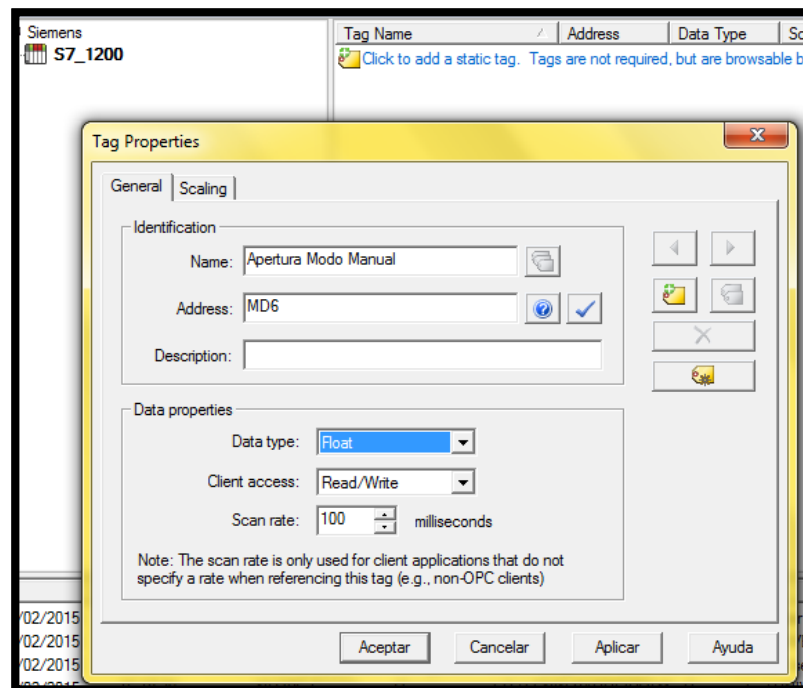 Siemens
S7_1200
Tag Name Address Data Type
Click to add a static tag. Tags are not required, but are browsable
Tag Properties
General Scaling
Identification
Name: Apertura Modo Manual
Address: MD6
Description:
Data properties
Data type: Float
Client access: Read/Write
Scan rate: 100 milliseconds
Note: The scan rate is only used for client applications that do not
specify a rate when referencing this tag (e.g., non-OPC clients)
/02/2015
/02/2015
/02/2015
Aceptar Cancelar Aplicar Ayuda